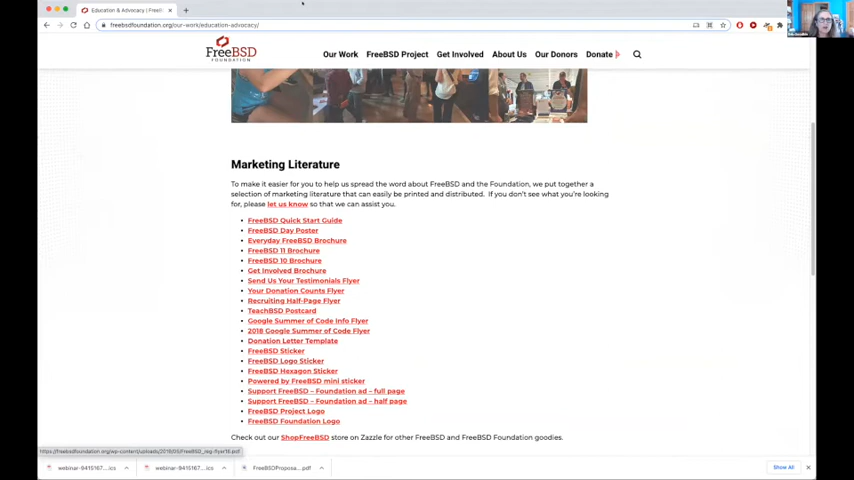 Education & Advocacy | FreeB
freebsdfoundation.org/our-work/education-advocacy/
FreeBSD
FOUNDATION
Our Work
FreeBSD Project
Get Involved
About Us
Our Donors
Donate
Marketing Literature
To make it easier for you to help us spread the word about FreeBSD and the Foundation, we put together a
selection of marketing literature that can easily be printed and distributed. If you don't see what you're looking
for, please let us know so that we can assist you.
• FreeBSD Quick Start Guide
• FreeBSD Day Poster
• Everyday FreeBSD Brochure
• FreeBSD 11 Brochure
• FreeBSD 10 Brochure
• Get Involved Brochure
• Send Us Your Testimonials Flyer
• Your Donation Counts Flyer
• Recruiting Half-Page Flyer
• TeachBSD Postcard
• Google Summer of Code Info Flyer
• 2018 Google Summer of Code Flyer
• Donation Letter Template
• FreeBSD Sticker
• FreeBSD Logo Sticker
• FreeBSD Hexagon Sticker
• Powered by FreeBSD mini sticker
• Support FreeBSD – Foundation ad – full page
• Support FreeBSD – Foundation ad – half page
• FreeBSD Project Logo
• FreeBSD Foundation Logo
Check out our ShopFreeBSD store on Zazzle for other FreeBSD and FreeBSD Foundation goodies.
webinar-9415167....ics
webinar-9415167....ics
FreeBSDProposa....pdf
Show All